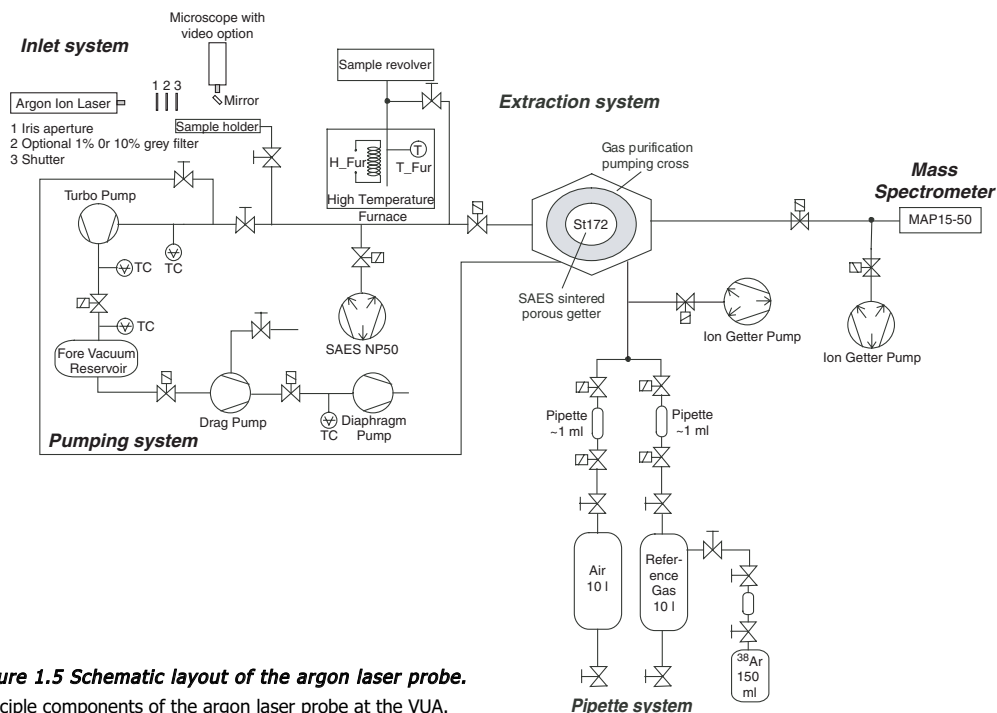 Microscope with
video option
Inlet system
1 2 3
Argon Ion Laser
Mirror
1 Iris aperture
2 Optional 1% 0r 10% grey filter
3 Shutter
Sample holder
Sample revolver
H_Fur
T
T_Fur
High Temperature
Furnace
Extraction system
Gas purification
pumping cross
St172
SAES sintered
porous getter
Mass
Spectrometer
MAP15-50
Ion Getter Pump
Ion Getter Pump
Turbo Pump
TC
TC
TC
Fore Vacuum
Reservoir
SAES NP50
Drag Pump
TC
Diaphragm
Pump
Pumping system
Pipette
~1 ml
Pipette
~1 ml
Air
10 l
Refer-
ence
Gas
10 l
³⁸Ar
150
ml
Pipette system
ure 1.5 Schematic layout of the argon laser probe.
ciple components of the argon laser probe at the VUA.